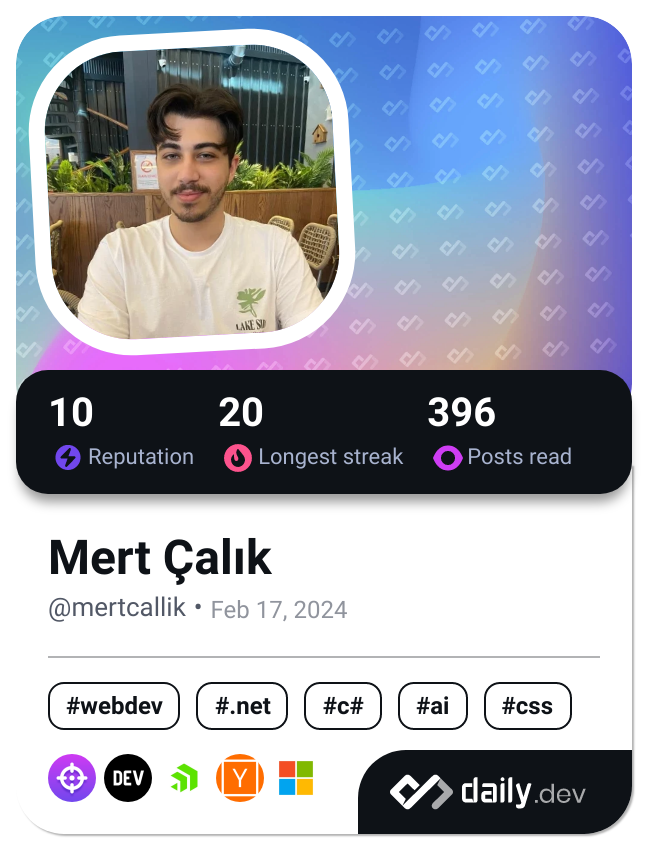 10 20 396
Reputation Longest streak Posts read
Mert Çalık
@mertcallik • Feb 17, 2024
#webdev #.net #c# #ai #css
DEV Y
daily.dev